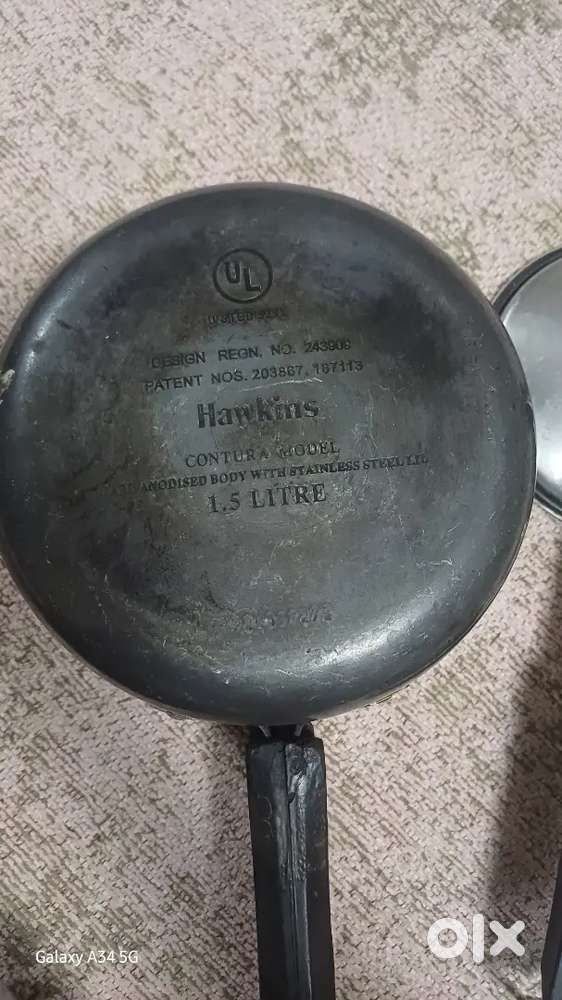 UL
DESIGN REGN. NO. 243909
PATENT NOS. 203867, 187113
Hawkins
CONTURA MODEL
ANODISED BODY WITH STAINLESS STEEL LID
1.5 LITRE
Galaxy A34 5G
olx